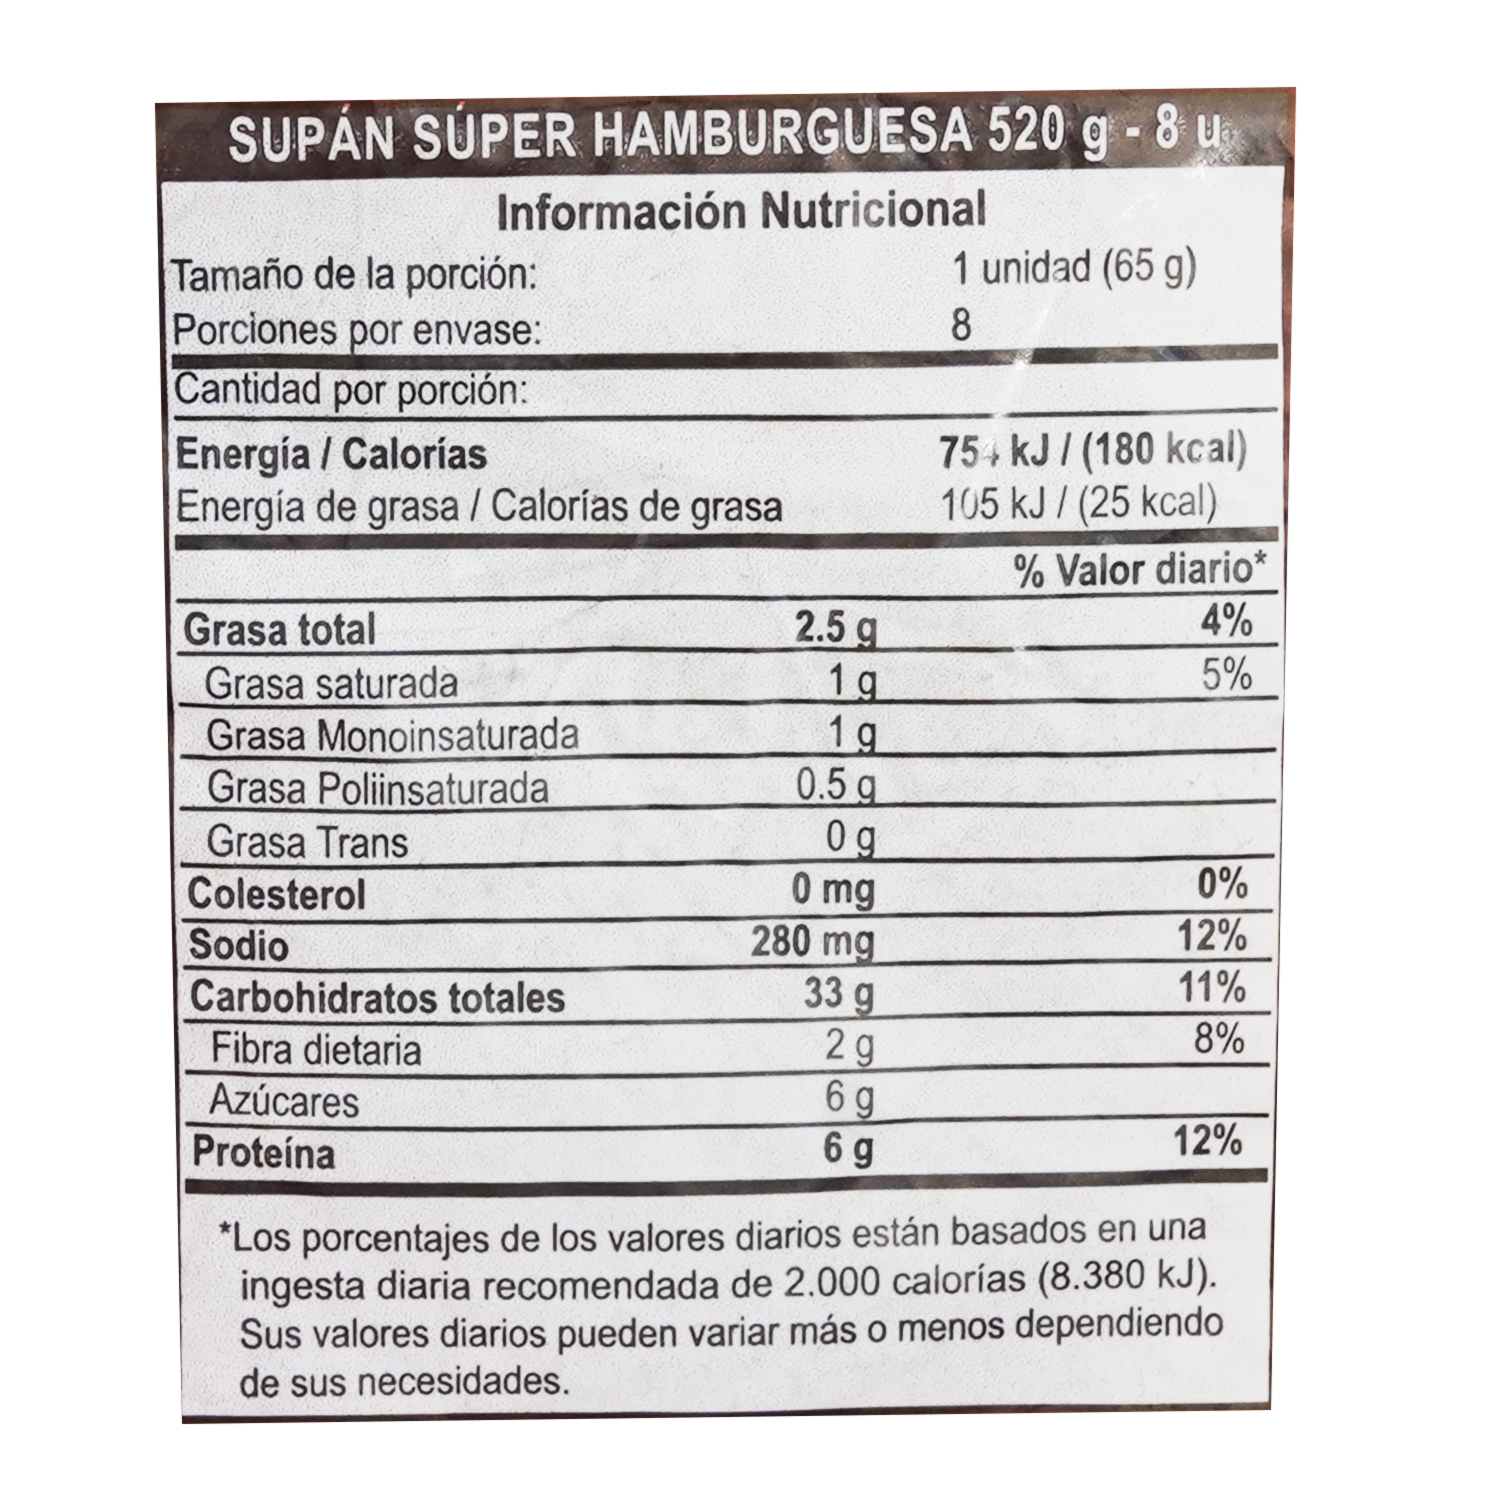 SUPÁN SÚPER HAMBURGUESA 520 g - 8 u
Información Nutricional
Tamaño de la porción: 1 unidad (65 g)
Porciones por envase: 8
Cantidad por porción:
Energía / Calorías 754 kJ / (180 kcal)
Energía de grasa / Calorías de grasa 105 kJ / (25 kcal)
% Valor diario*
Grasa total 2.5 g 4%
Grasa saturada 1 g 5%
Grasa Monoinsaturada 1 g
Grasa Poliinsaturada 0.5 g
Grasa Trans 0 g
Colesterol 0 mg 0%
Sodio 280 mg 12%
Carbohidratos totales 33 g 11%
Fibra dietaria 2 g 8%
Azúcares 6 g
Proteína 6 g 12%
*Los porcentajes de los valores diarios están basados en una
ingesta diaria recomendada de 2.000 calorías (8.380 kJ).
Sus valores diarios pueden variar más o menos dependiendo
de sus necesidades.